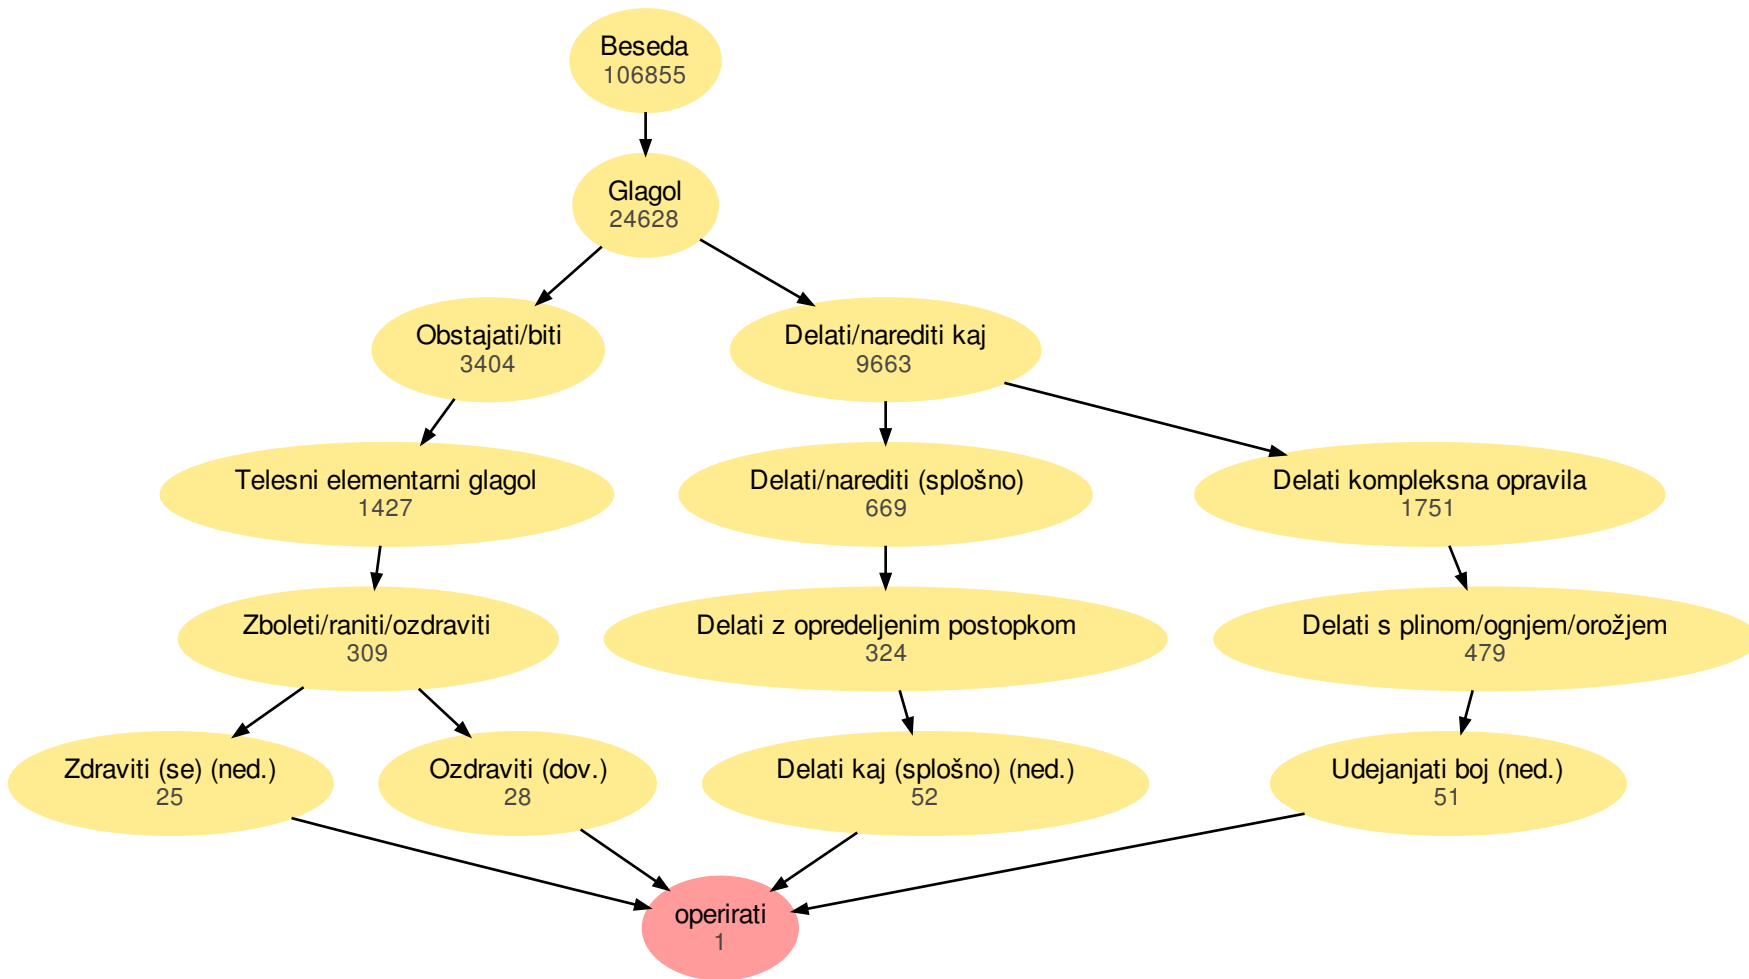 Beseda
106855
Glagol
24628
Obstajati/biti
3404
Delati/narediti kaj
9663
Telesni elementarni glagol
1427
Delati/narediti (splošno)
669
Delati kompleksna opravila
1751
Zboleti/raniti/ozdraviti
309
Delati z opredeljenim postopkom
324
Delati s plinom/ognjem/orožjem
479
Zdraviti (se) (ned.)
25
Ozdraviti (dov.)
28
Delati kaj (splošno) (ned.)
52
Udejanjati boj (ned.)
51
operirati
1